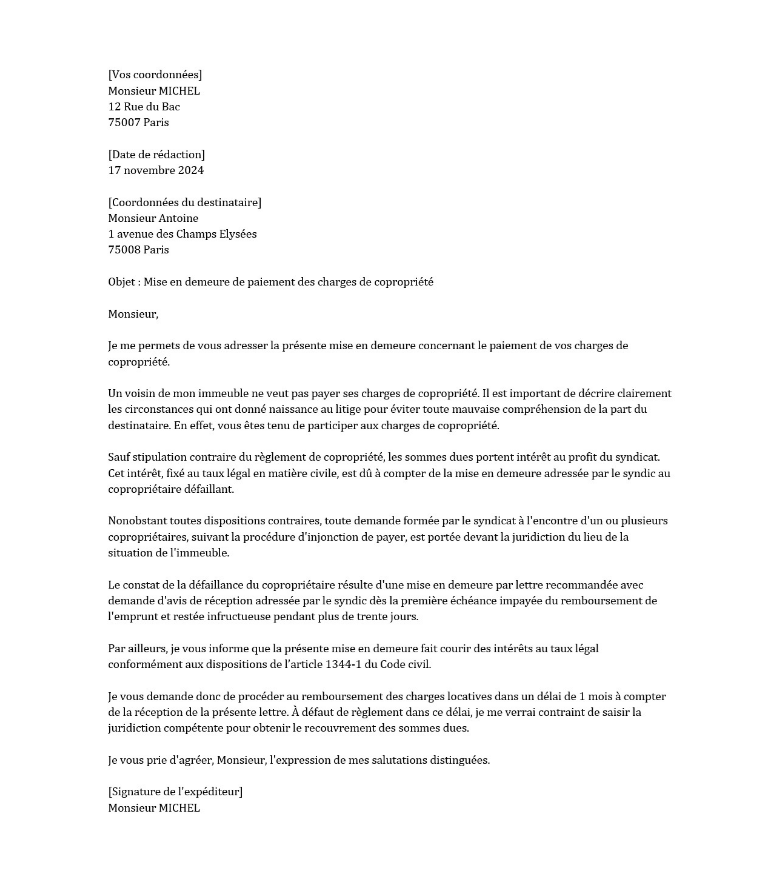 [Vos coordonnées]
Monsieur MICHEL
12 Rue du Bac
75007 Paris
[Date de rédaction]
17 novembre 2024
[Coordonnées du destinataire]
Monsieur Antoine
1 avenue des Champs Elysées
75008 Paris
Objet : Mise en demeure de paiement des charges de copropriété
Monsieur,
Je me permets de vous adresser la présente mise en demeure concernant le paiement de vos charges de
copropriété.
Un voisin de mon immeuble ne veut pas payer ses charges de copropriété. Il est important de décrire clairement
les circonstances qui ont donné naissance au litige pour éviter toute mauvaise compréhension de la part du
destinataire. En effet, vous êtes tenu de participer aux charges de copropriété.
Sauf stipulation contraire du règlement de copropriété, les sommes dues portent intérêt au profit du syndicat.
Cet intérêt, fixé au taux légal en matière civile, est dû à compter de la mise en demeure adressée par le syndic au
copropriétaire défaillant.
Nonobstant toutes dispositions contraires, toute demande formée par le syndicat à l'encontre d'un ou plusieurs
copropriétaires, suivant la procédure d'injonction de payer, est portée devant la juridiction du lieu de la
situation de l'immeuble.
Le constat de la défaillance du copropriétaire résulte d'une mise en demeure par lettre recommandée avec
demande d'avis de réception adressée par le syndic dès la première échéance impayée du remboursement de
l'emprunt et restée infructueuse pendant plus de trente jours.
Par ailleurs, je vous informe que la présente mise en demeure fait courir des intérêts au taux légal
conformément aux dispositions de l'article 1344-1 du Code civil.
Je vous demande donc de procéder au remboursement des charges locatives dans un délai de 1 mois à compter
de la réception de la présente lettre. À défaut de règlement dans ce délai, je me verrai contraint de saisir la
juridiction compétente pour obtenir le recouvrement des sommes dues.
Je vous prie d'agréer, Monsieur, l'expression de mes salutations distinguées.
[Signature de l'expéditeur]
Monsieur MICHEL